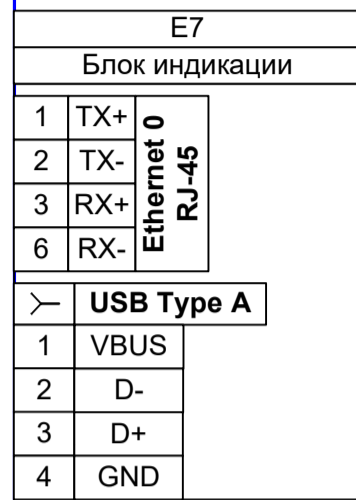 E7
Блок индикации
1 TX+
2 TX-
3 RX+
6 RX-
Ethernet 0
RJ-45
USB Type A
1 VBUS
2 D-
3 D+
4 GND